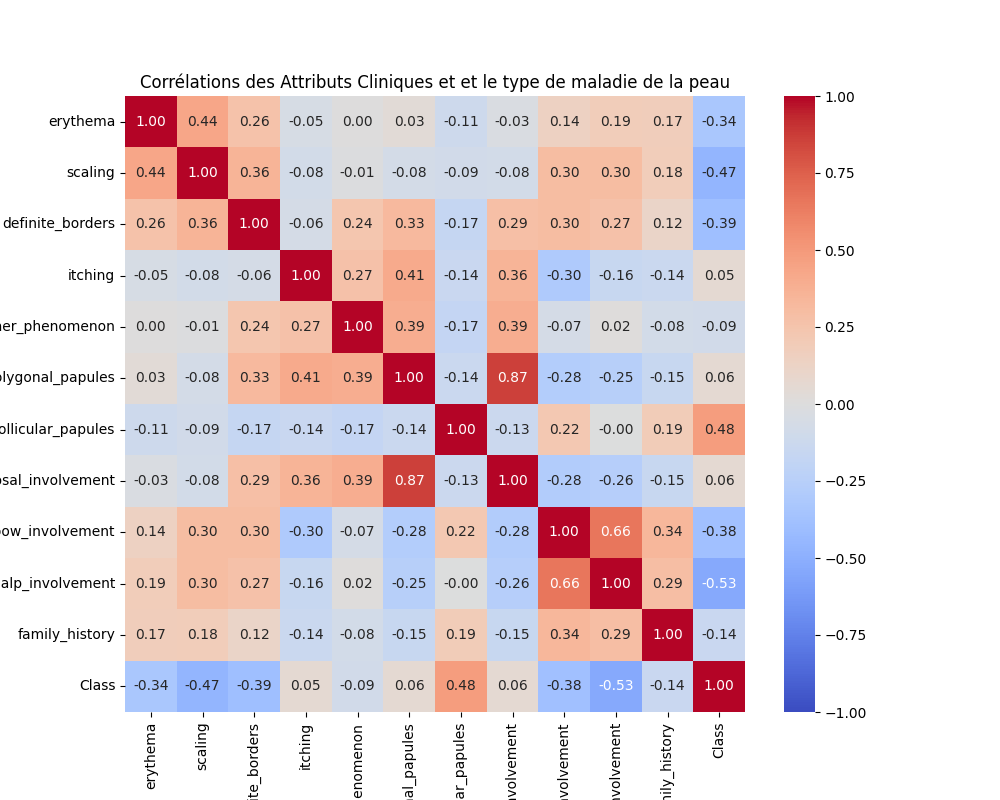 Corrélations des Attributs Cliniques et et le type de maladie de la peau
erythema 1.00 0.44 0.26 -0.05 0.00 0.03 -0.11 -0.03 0.14 0.19 0.17 -0.34
scaling 0.44 1.00 0.36 -0.08 -0.01 -0.08 -0.09 -0.08 0.30 0.30 0.18 -0.47
definite_borders 0.26 0.36 1.00 -0.06 0.24 0.33 -0.17 0.29 0.30 0.27 0.12 -0.39
itching -0.05 -0.08 -0.06 1.00 0.27 0.41 -0.14 0.36 -0.30 -0.16 -0.14 0.05
ner_phenomenon 0.00 -0.01 0.24 0.27 1.00 0.39 -0.17 0.39 -0.07 0.02 -0.08 -0.09
olygonal_papules 0.03 -0.08 0.33 0.41 0.39 1.00 -0.14 0.87 -0.28 -0.25 -0.15 0.06
ollicular_papules -0.11 -0.09 -0.17 -0.14 -0.17 -0.14 1.00 -0.13 0.22 -0.00 0.19 0.48
osal_involvement -0.03 -0.08 0.29 0.36 0.39 0.87 -0.13 1.00 -0.28 -0.26 -0.15 0.06
ow_involvement 0.14 0.30 0.30 -0.30 -0.07 -0.28 0.22 -0.28 1.00 0.66 0.34 -0.38
alp_involvement 0.19 0.30 0.27 -0.16 0.02 -0.25 -0.00 -0.26 0.66 1.00 0.29 -0.53
family_history 0.17 0.18 0.12 -0.14 -0.08 -0.15 0.19 -0.15 0.34 0.29 1.00 -0.14
Class -0.34 -0.47 -0.39 0.05 -0.09 0.06 0.48 0.06 -0.38 -0.53 -0.14 1.00
erythema
scaling
ite_borders
itching
enomenon
nal_papules
ar_papules
nvolvement
nvolvement
nvolvement
mily_history
Class
1.00
0.75
0.50
0.25
0.00
−0.25
−0.50
−0.75
−1.00